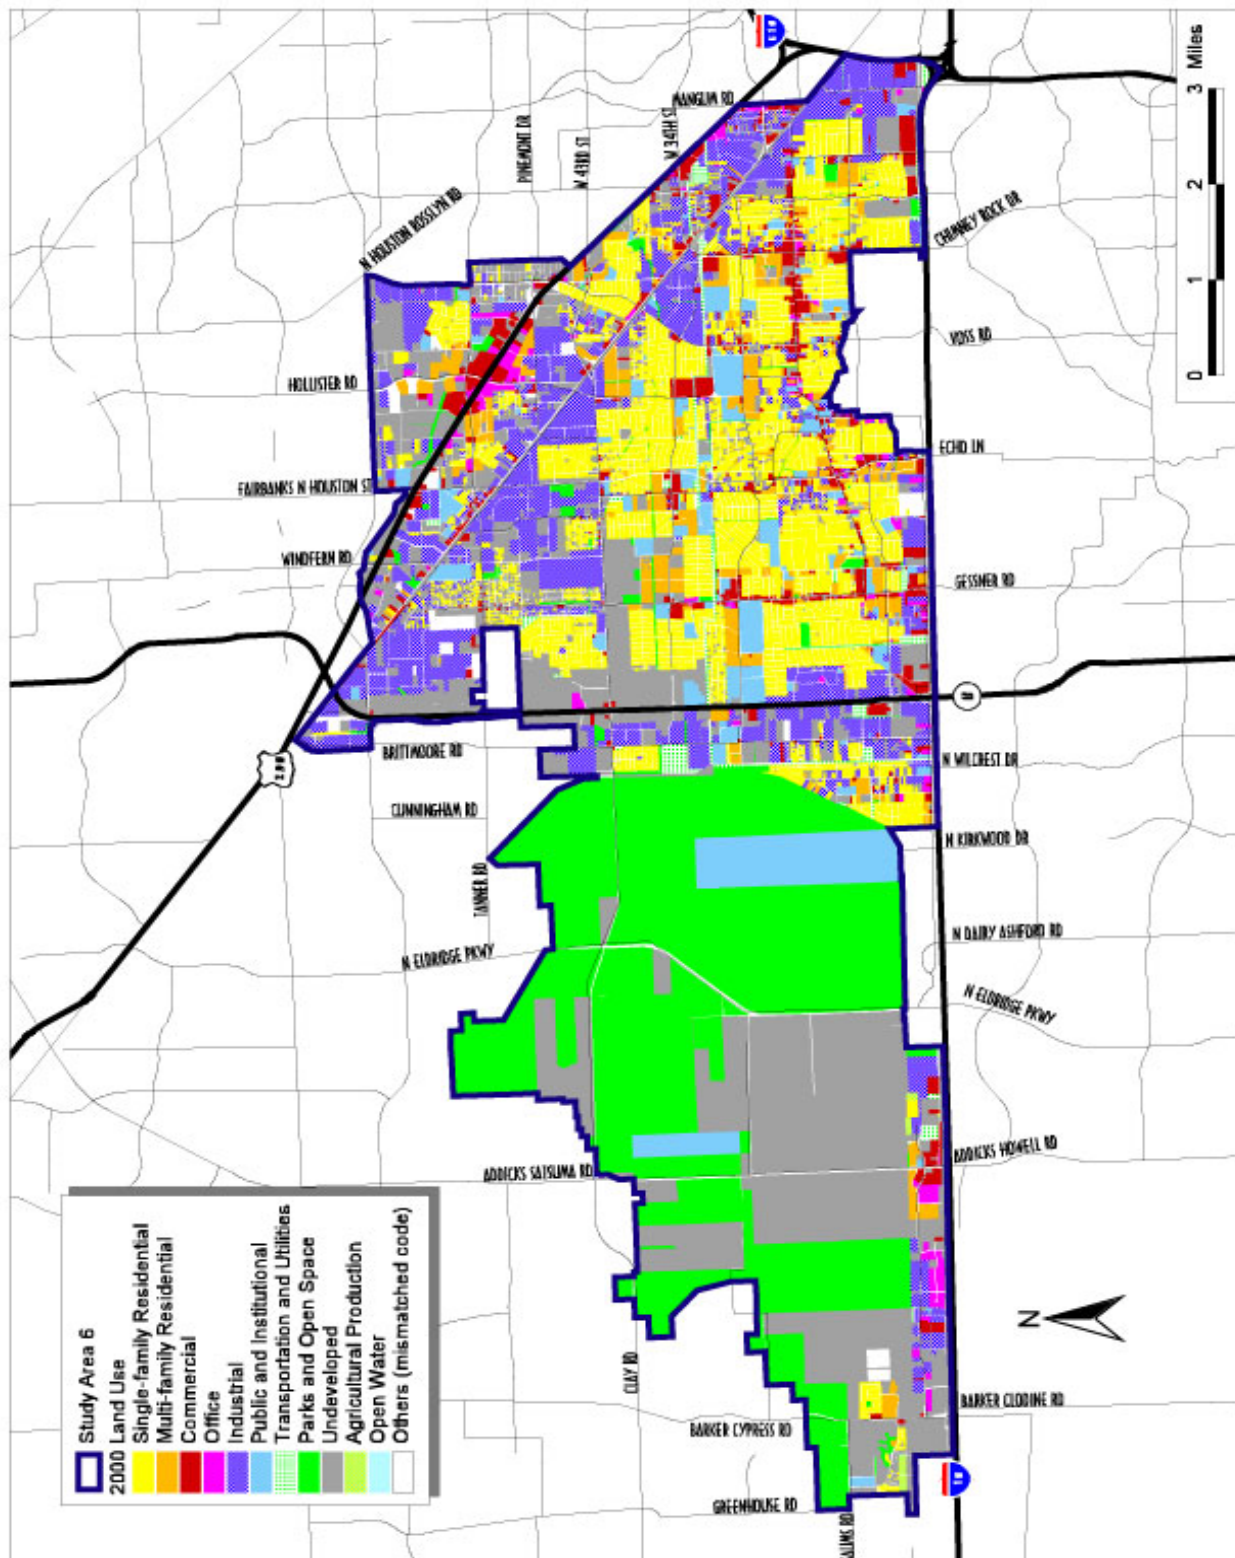 Study Area 6
2000 Land Use
Single-family Residential
Multi-family Residential
Commercial
Office
Industrial
Public and Institutional
Transportation and Utilities
Parks and Open Space
Undeveloped
Agricultural Production
Open Water
Others (mismatched code)
GREENHOUSE RD
BARKER CYPRESS RD
CLAY RD
ADDICKS SATSUMA RD
N ELDRIDGE PKWY
TANNER RD
CUNNINGHAM RD
BRITTMOORE RD
290
WINDFERN RD
FAIRBANKS N HOUSTON ST
HOLLISTER RD
N HOUSTON ROSSLYN RD
PINEMONT DR
W 43RD ST
W 34TH ST
MANGUM RD
610
10
BARKER CLODINE RD
ADDICKS HOWELL RD
N ELDRIDGE PKWY
N DAIRY ASHFORD RD
N KIRKWOOD DR
N WILCREST DR
8
GESSNER RD
ECHO LN
VOSS RD
CHIMNEY ROCK DR
N
0 1 2 3 Miles